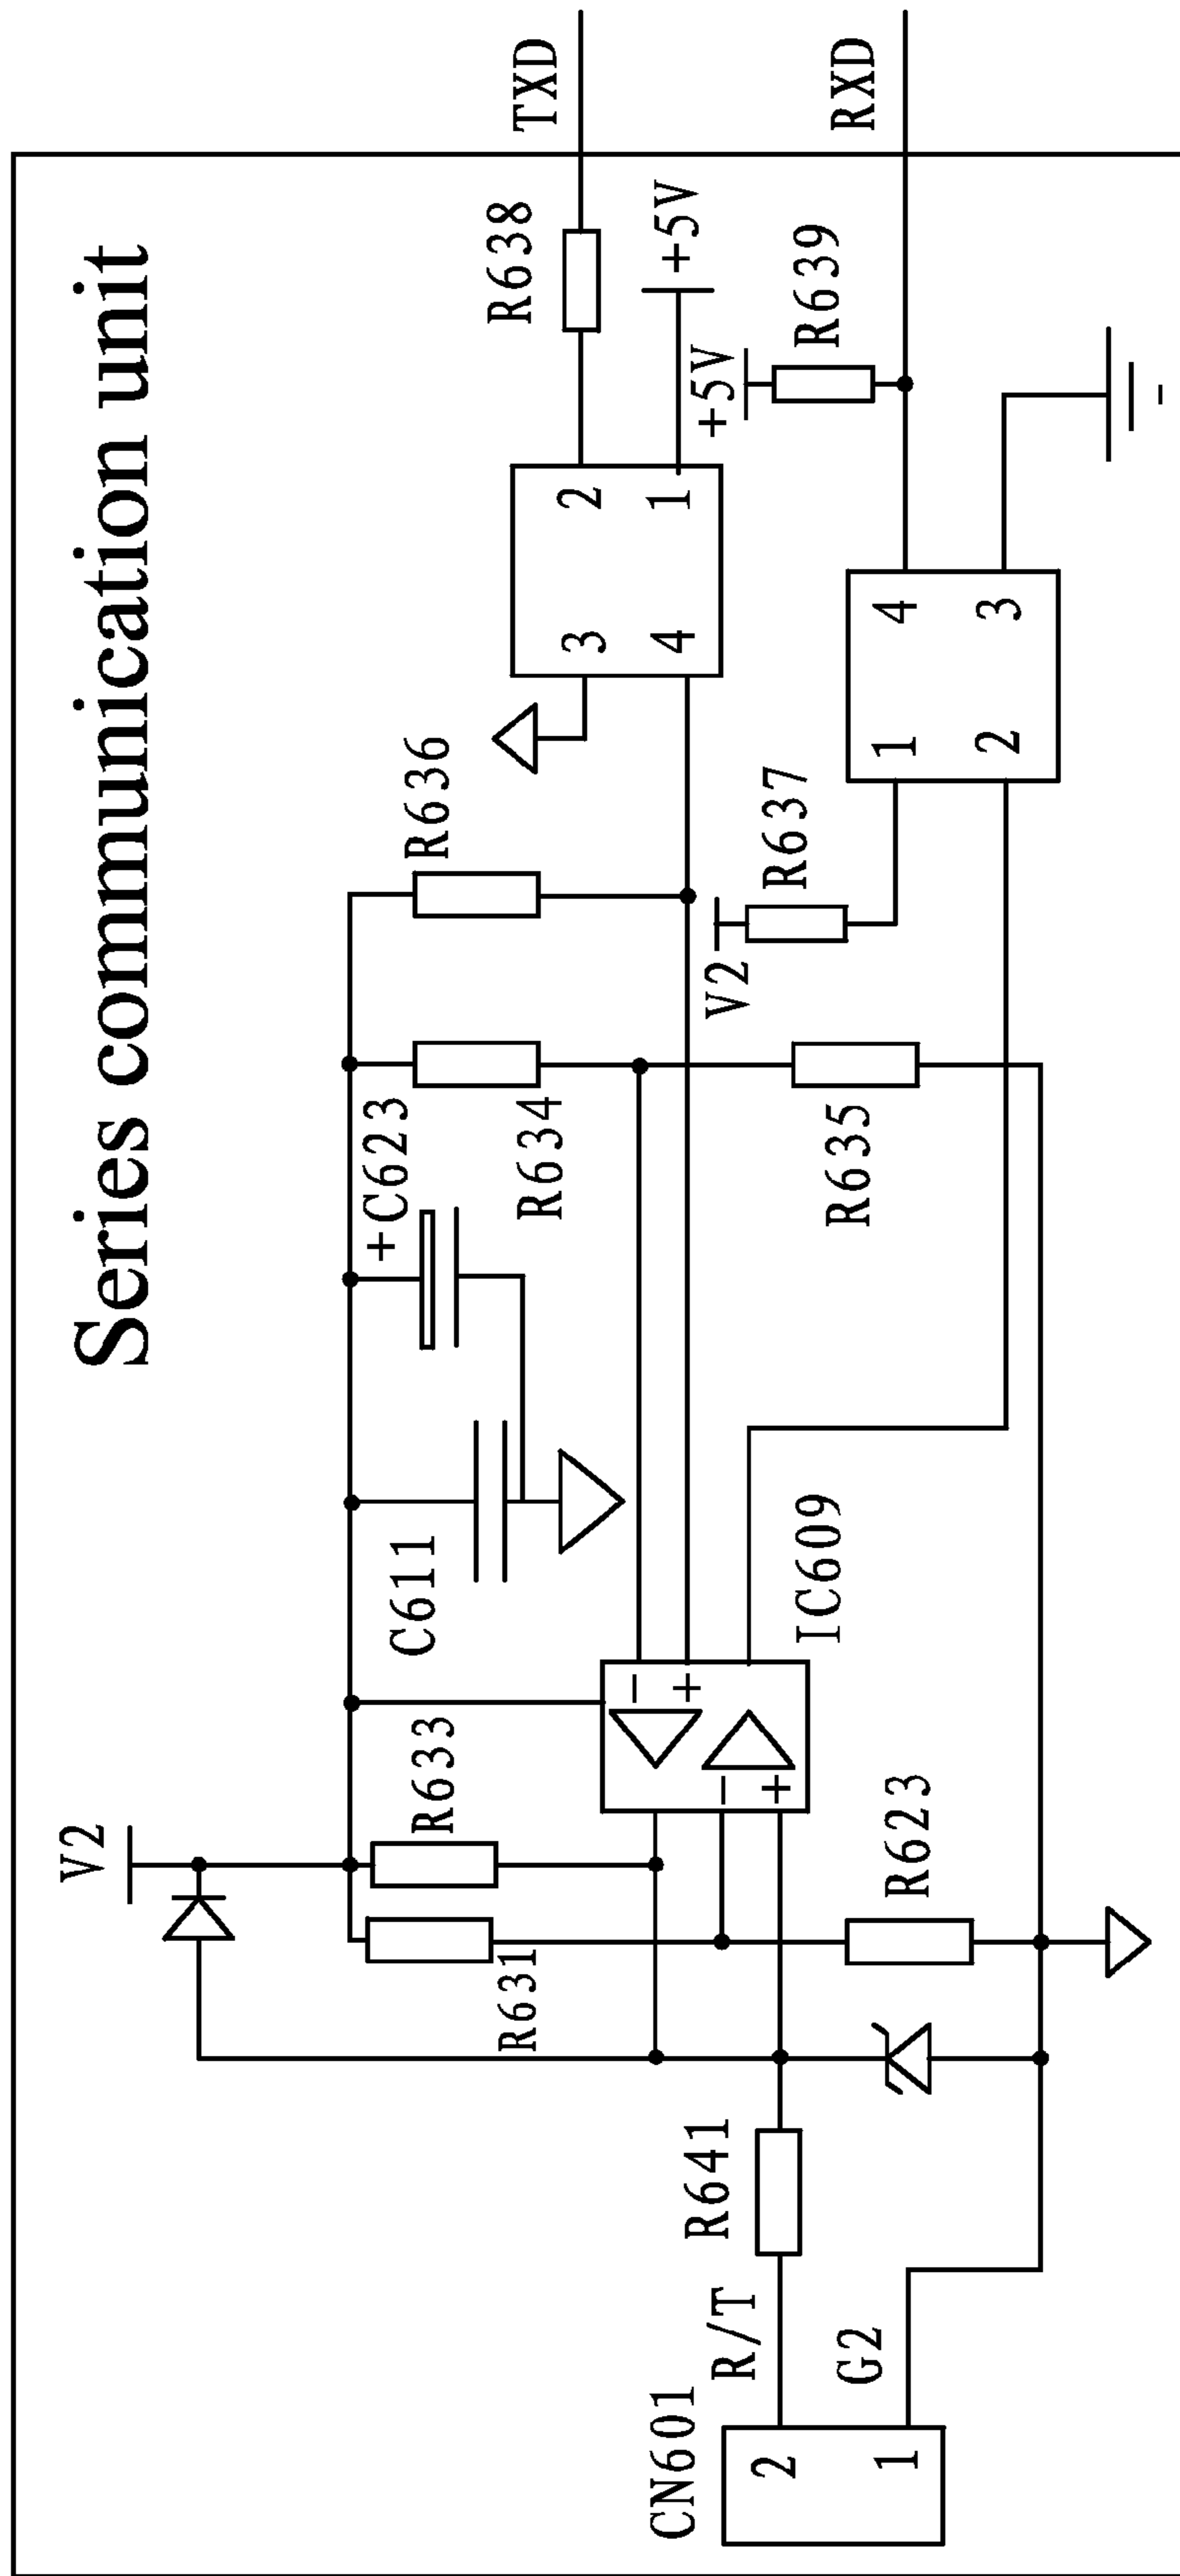 Series communication unit
V2
R633
R631
C611
+C623
R634
R636
3
2
4
1
R638
TXD
+5V
+5V
R639
RXD
V2
R637
1
4
2
3
-
R635
-
+
-
+
IC609
R623
R641
R/T
G2
CN601
2
1